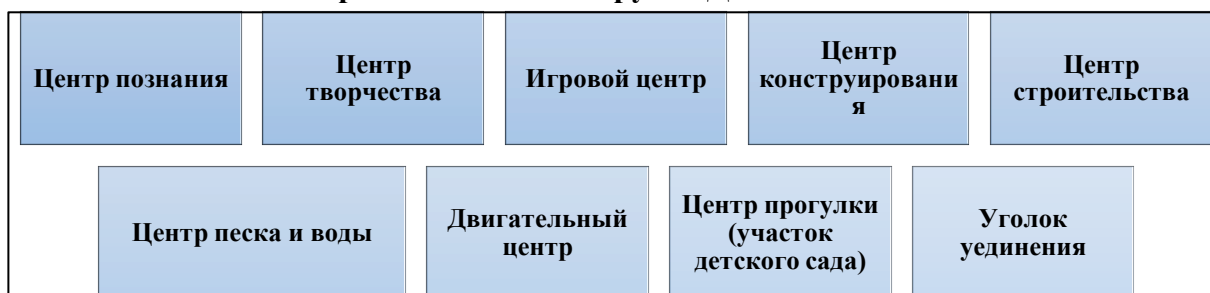 Центр познания
Центр
творчества
Игровой центр
Центр
конструировани
я
Центр
строительства
Центр песка и воды
Двигательный
центр
Центр прогулки
(участок
детского сада)
Уголок
уединения